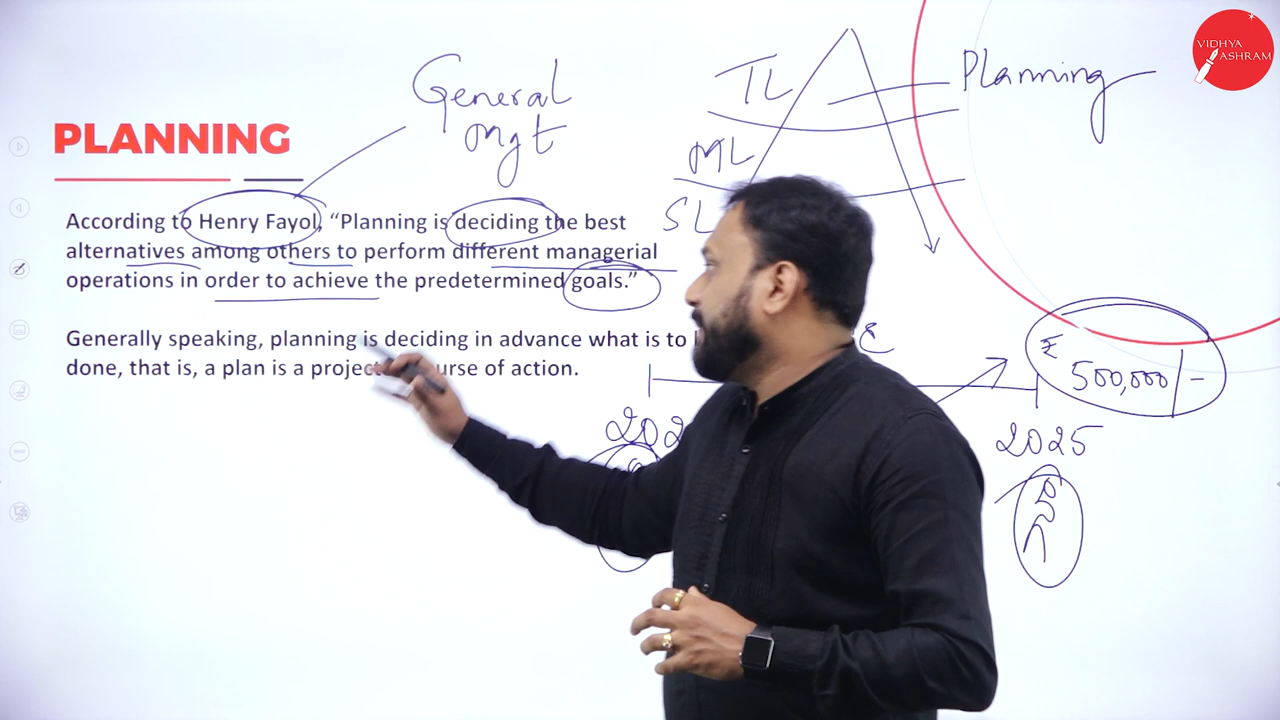 VIDHYA
ASHRAM
General
mgt
TL
Planning
ML
SL
PLANNING
According to Henry Fayol, “Planning is deciding the best
alternatives among others to perform different managerial
operations in order to achieve the predetermined goals.”
Generally speaking, planning is deciding in advance what is to
done, that is, a plan is a of action.
₹
500,000/-
2025